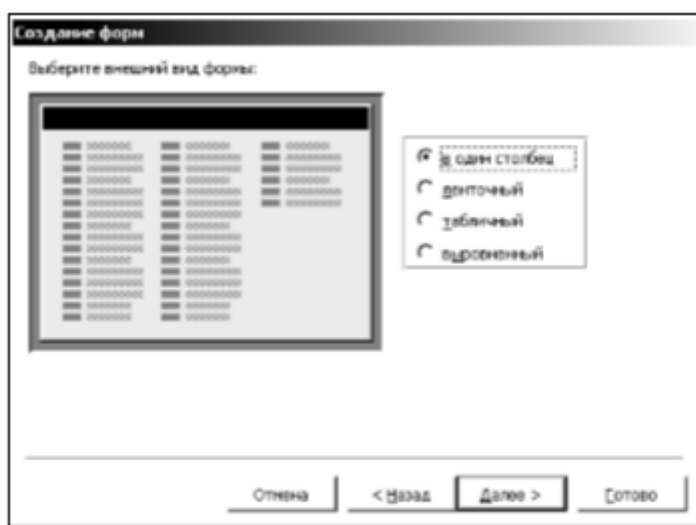 Создание форм
Выберите внешний вид формы:
в один столбец
ленточный
табличный
выровненный
Отмена
< Назад
Далее >
Готово